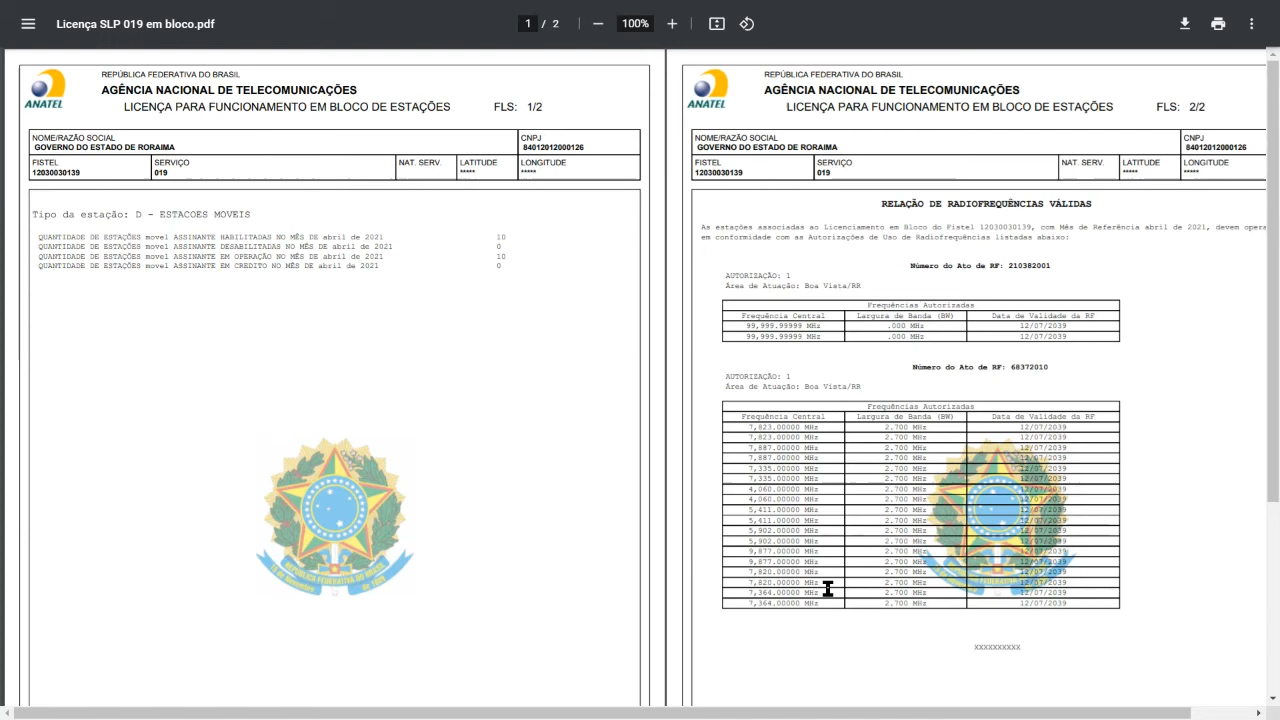 Licença SLP 019 em bloco.pdf
1 / 2
100%
ANATEL
REPÚBLICA FEDERATIVA DO BRASIL
AGÊNCIA NACIONAL DE TELECOMUNICAÇÕES
LICENÇA PARA FUNCIONAMENTO EM BLOCO DE ESTAÇÕES FLS: 1/2
NOME/RAZÃO SOCIAL CNPJ
GOVERNO DO ESTADO DE RORAIMA 84012012000126
FISTEL SERVIÇO NAT. SERV. LATITUDE LONGITUDE
12030030139 019 ***** *****
Tipo da estação: D - ESTACOES MOVEIS
QUANTIDADE DE ESTAÇÕES movel ASSINANTE HABILITADAS NO MÊS DE abril de 2021 10
QUANTIDADE DE ESTAÇÕES movel ASSINANTE DESABILITADAS NO MÊS DE abril de 2021 0
QUANTIDADE DE ESTAÇÕES movel ASSINANTE EM OPERAÇÃO NO MÊS DE abril de 2021 10
QUANTIDADE DE ESTAÇÕES movel ASSINANTE EM CREDITO NO MÊS DE abril de 2021 0
ANATEL
REPÚBLICA FEDERATIVA DO BRASIL
AGÊNCIA NACIONAL DE TELECOMUNICAÇÕES
LICENÇA PARA FUNCIONAMENTO EM BLOCO DE ESTAÇÕES FLS: 2/2
NOME/RAZÃO SOCIAL CNPJ
GOVERNO DO ESTADO DE RORAIMA 84012012000126
FISTEL SERVIÇO NAT. SERV. LATITUDE LONGITUDE
12030030139 019 ***** *****
RELAÇÃO DE RADIOFREQUÊNCIAS VÁLIDAS
As estações associadas ao Licenciamento em Bloco do Fistel 12030030139, com Mês de Referência abril de 2021, devem opera
em conformidade com as Autorizações de Uso de Radiofrequências listadas abaixo:
Número do Ato de RF: 210382001
AUTORIZAÇÃO: 1
Área de Atuação: Boa Vista/RR
Frequências Autorizadas
Frequência Central Largura de Banda (BW) Data de Validade da RF
99,999.99999 MHz .000 MHz 12/07/2039
99,999.99999 MHz .000 MHz 12/07/2039
Número do Ato de RF: 68372010
AUTORIZAÇÃO: 1
Área de Atuação: Boa Vista/RR
Frequências Autorizadas
Frequência Central Largura de Banda (BW) Data de Validade da RF
7,823.00000 MHz 2.700 MHz 12/07/2039
7,823.00000 MHz 2.700 MHz 12/07/2039
7,887.00000 MHz 2.700 MHz 12/07/2039
7,887.00000 MHz 2.700 MHz 12/07/2039
7,335.00000 MHz 2.700 MHz 12/07/2039
7,335.00000 MHz 2.700 MHz 12/07/2039
4,060.00000 MHz 2.700 MHz 12/07/2039
4,060.00000 MHz 2.700 MHz 12/07/2039
5,411.00000 MHz 2.700 MHz 12/07/2039
5,411.00000 MHz 2.700 MHz 12/07/2039
5,902.00000 MHz 2.700 MHz 12/07/2039
5,902.00000 MHz 2.700 MHz 12/07/2039
9,877.00000 MHz 2.700 MHz 12/07/2039
9,877.00000 MHz 2.700 MHz 12/07/2039
7,820.00000 MHz 2.700 MHz 12/07/2039
7,820.00000 MHz 2.700 MHz 12/07/2039
7,364.00000 MHz 2.700 MHz 12/07/2039
7,364.00000 MHz 2.700 MHz 12/07/2039
XXXXXXXXXX